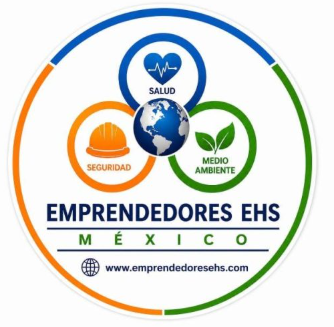 SALUD
SEGURIDAD
MEDIO
AMBIENTE
EMPRENDEDORES EHS
MÉXICO
www.emprendedoresehs.com